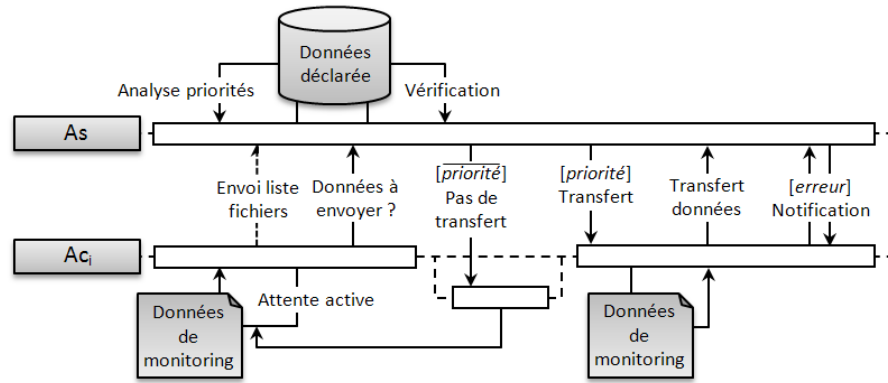 Données
déclarée
Analyse priorités
Vérification
As
Envoi liste
fichiers
Données à
envoyer ?
[priorité]
Pas de
transfert
[priorité]
Transfert
Transfert
données
[erreur]
Notification
Aci
Attente active
Données
de
monitoring
Données
de
monitoring